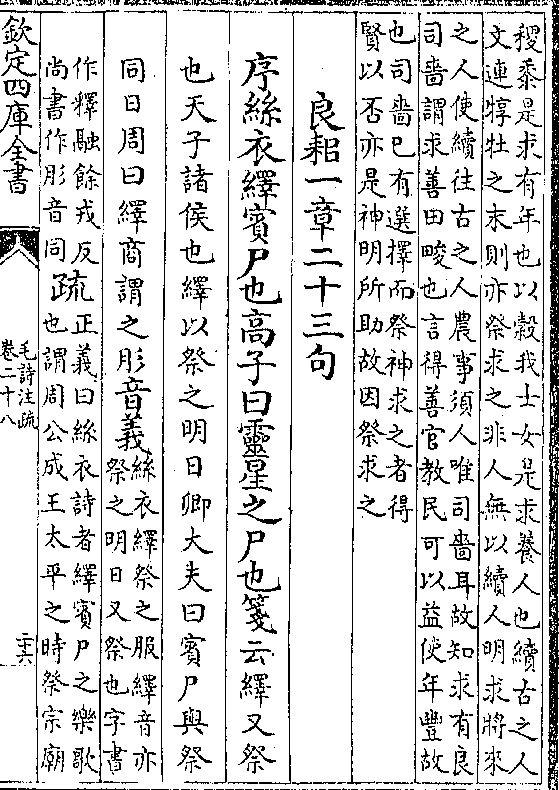 稷黍是求有年也以穀我士女是求養人也續古之人
文連犉牡之末則亦祭求之非人無以續人明求將來
之人使續往古之人農事須人唯司嗇耳故知求有良
司嗇謂求善田畯也言得善官教民可以益使年豐故
也司嗇巳有選擇而祭神求之者得
賢以否亦是神明所助故因祭求之
良耜一章二十三句
序絲衣繹賓尸也高子曰靈星之尸也箋云繹又祭
也天子諸侯也繹以祭之明日卿大夫曰賓尸與祭
同日周曰繹商謂之肜音義
絲衣繹祭之服繹音亦
祭之明日又祭也字書
作釋融餘戎反
尚書作肜音同
疏
正義曰絲衣詩者繹賓尸之樂歌
也謂周公成王太平之時祭宗廟
欽定四庫全書
毛詩注疏
卷二十八
二十六